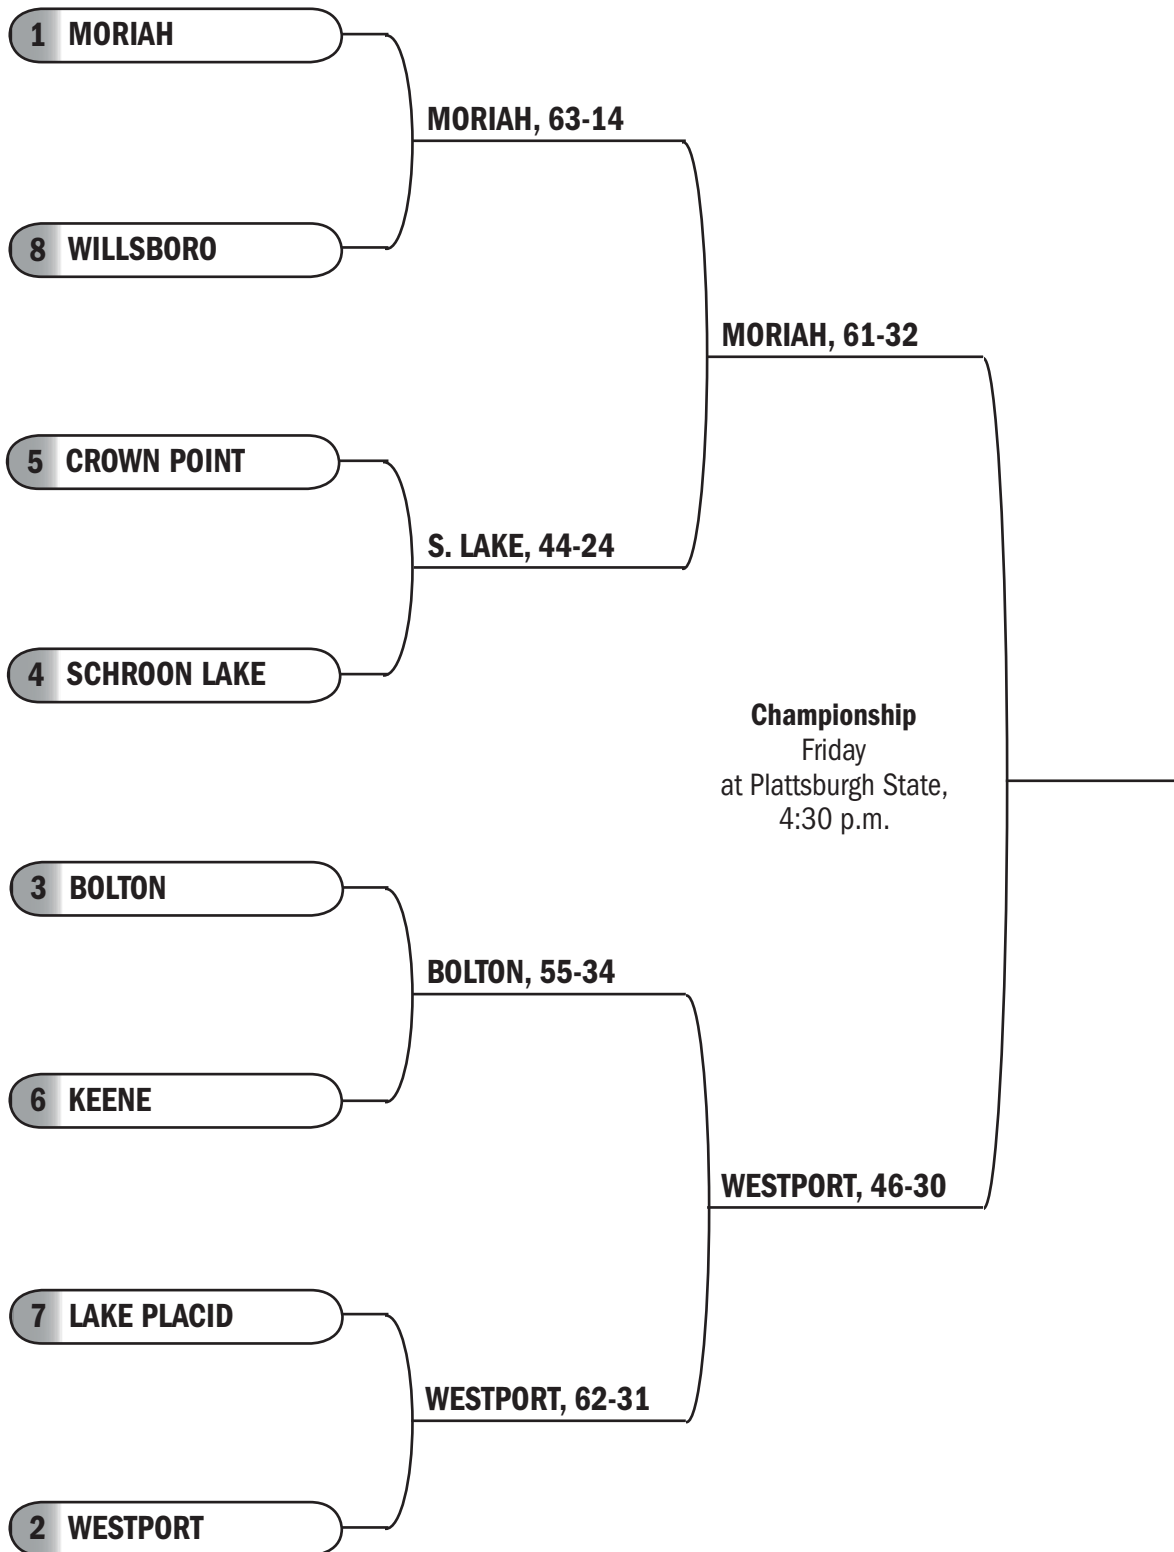 1 MORIAH
MORIAH, 63-14
8 WILLSBORO
MORIAH, 61-32
5 CROWN POINT
S. LAKE, 44-24
4 SCHROON LAKE
Championship
Friday
at Plattsburgh State,
4:30 p.m.
3 BOLTON
BOLTON, 55-34
6 KEENE
WESTPORT, 46-30
7 LAKE PLACID
WESTPORT, 62-31
2 WESTPORT